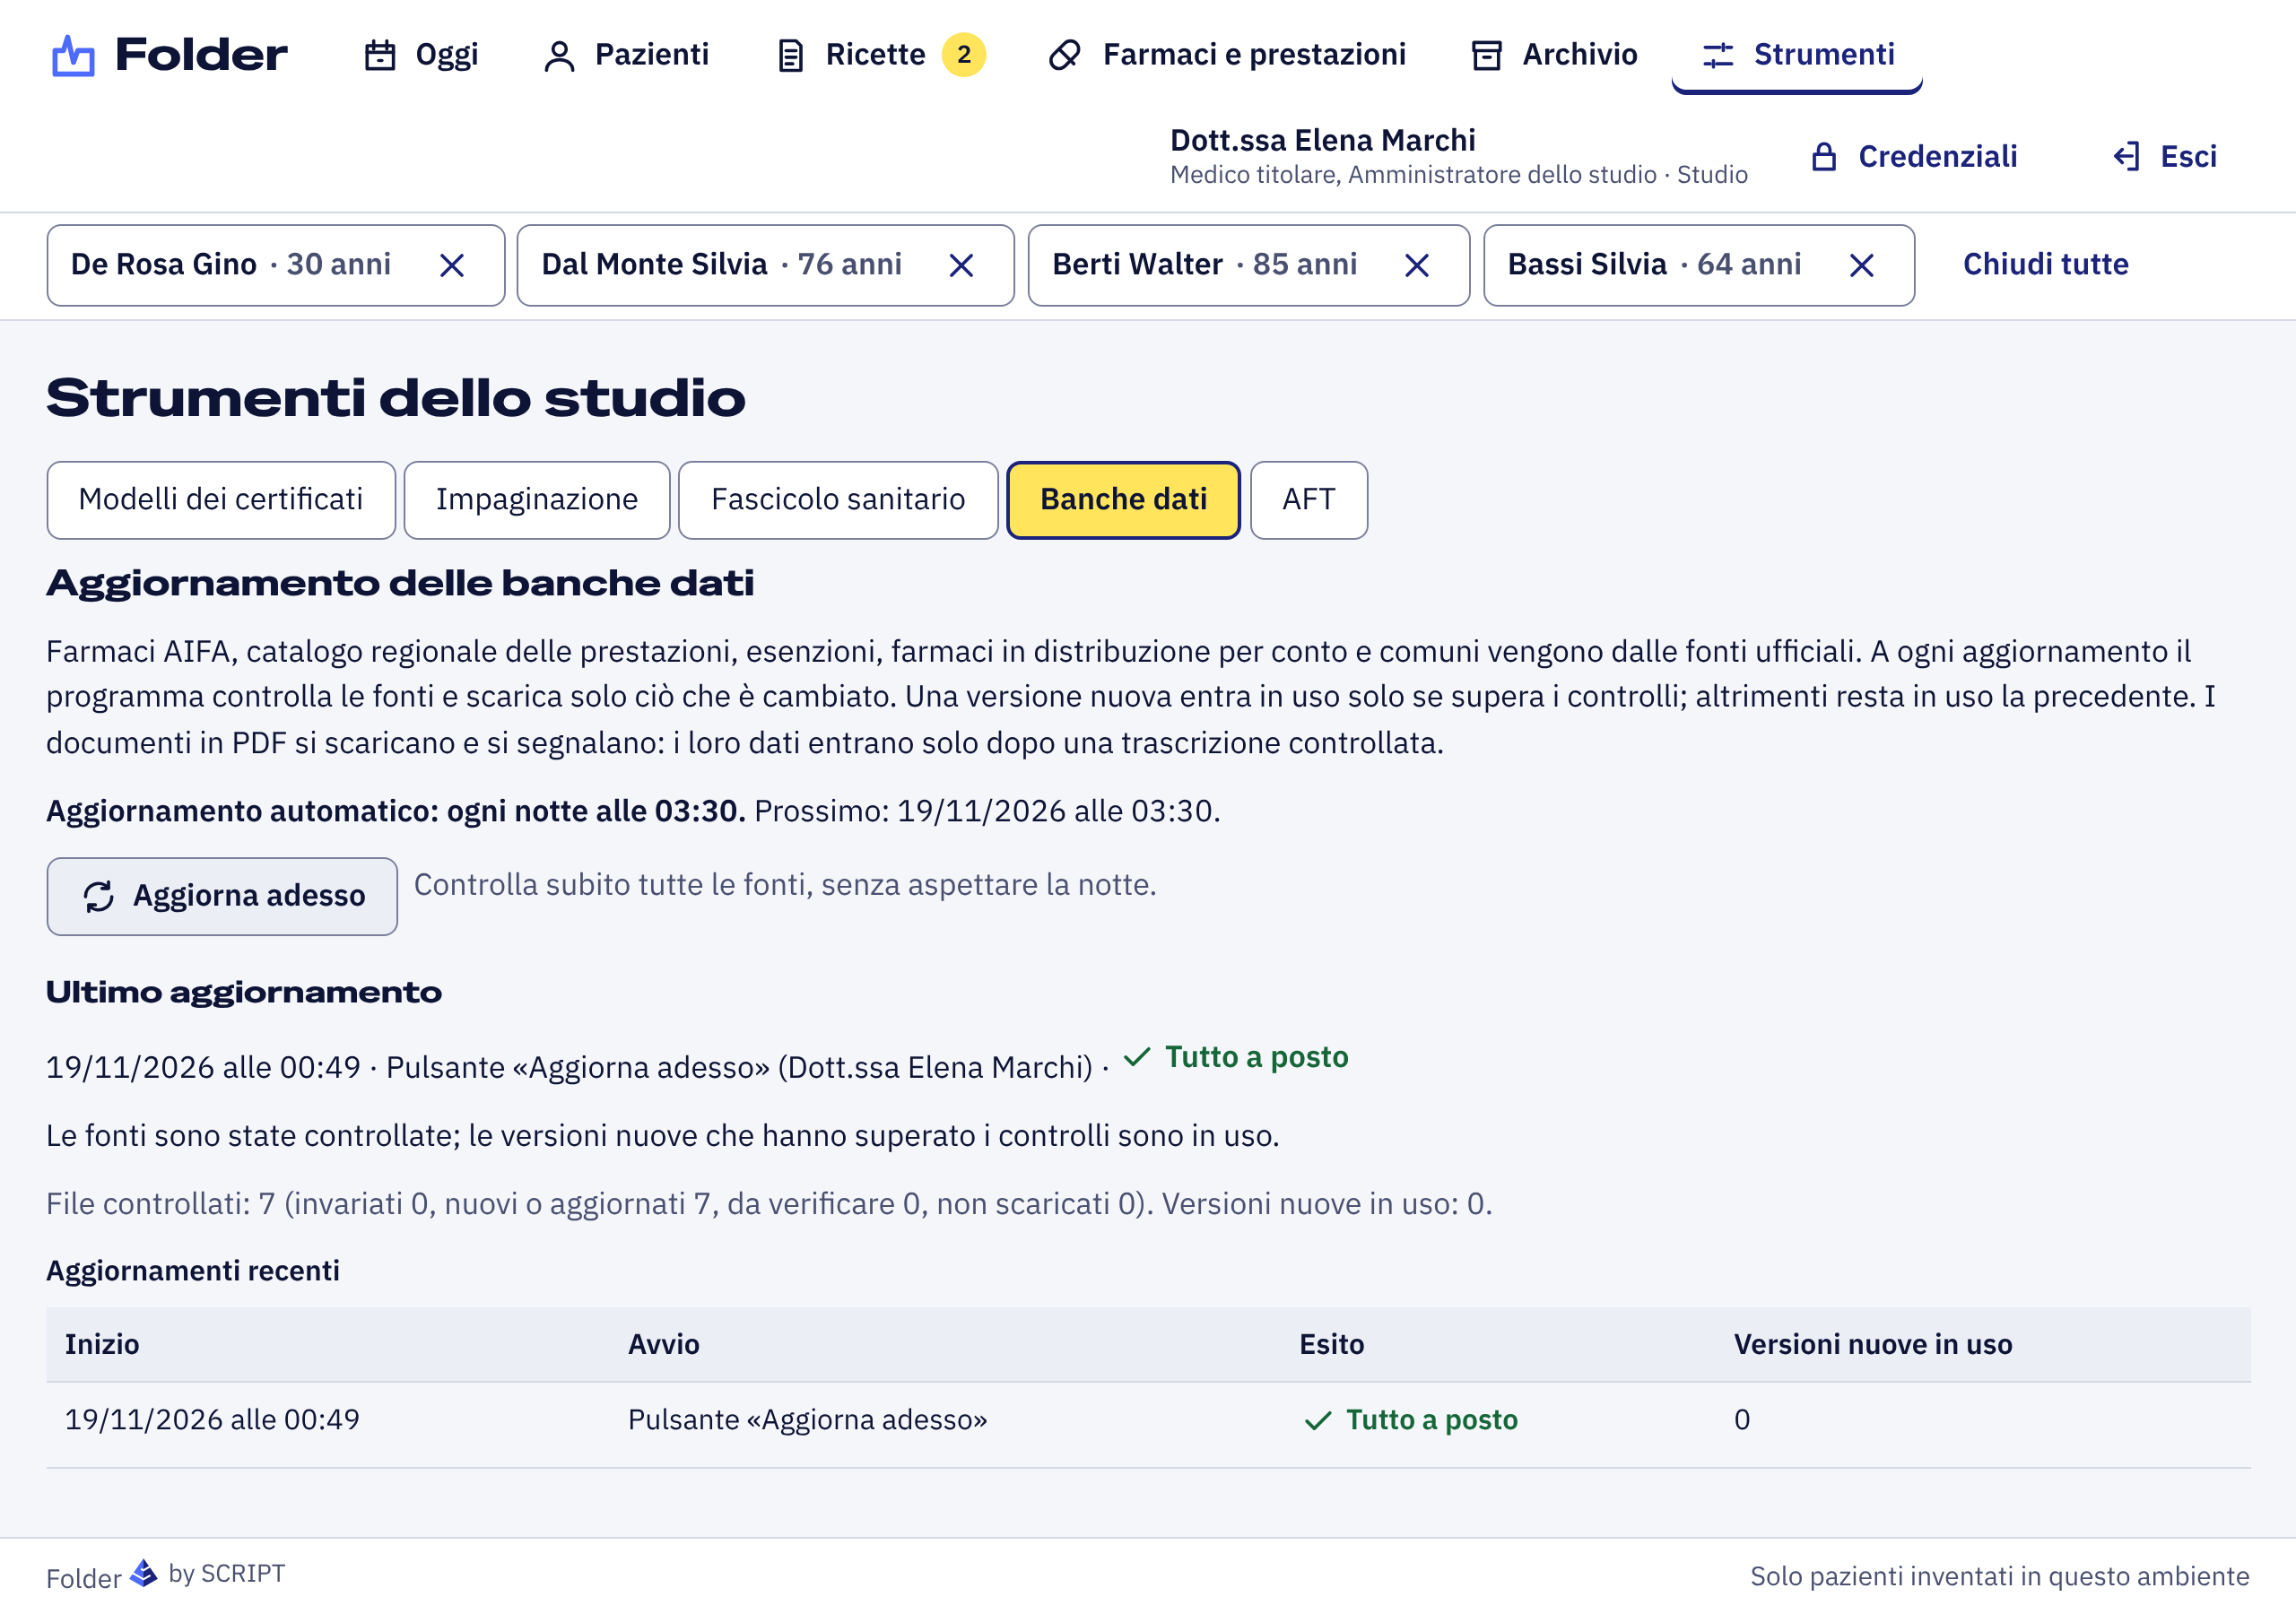 Folder
Oggi
Pazienti
Ricette 2
Farmaci e prestazioni
Archivio
Strumenti
Dott.ssa Elena Marchi
Medico titolare, Amministratore dello studio · Studio
Credenziali
Esci
De Rosa Gino · 30 anni
Dal Monte Silvia · 76 anni
Berti Walter · 85 anni
Bassi Silvia · 64 anni
Chiudi tutte
Strumenti dello studio
Modelli dei certificati
Impaginazione
Fascicolo sanitario
Banche dati
AFT
Aggiornamento delle banche dati
Farmaci AIFA, catalogo regionale delle prestazioni, esenzioni, farmaci in distribuzione per conto e comuni vengono dalle fonti ufficiali. A ogni aggiornamento il
programma controlla le fonti e scarica solo ciò che è cambiato. Una versione nuova entra in uso solo se supera i controlli; altrimenti resta in uso la precedente. I
documenti in PDF si scaricano e si segnalano: i loro dati entrano solo dopo una trascrizione controllata.
Aggiornamento automatico: ogni notte alle 03:30. Prossimo: 19/11/2026 alle 03:30.
Aggiorna adesso
Controlla subito tutte le fonti, senza aspettare la notte.
Ultimo aggiornamento
19/11/2026 alle 00:49 · Pulsante «Aggiorna adesso» (Dott.ssa Elena Marchi) · Tutto a posto
Le fonti sono state controllate; le versioni nuove che hanno superato i controlli sono in uso.
File controllati: 7 (invariati 0, nuovi o aggiornati 7, da verificare 0, non scaricati 0). Versioni nuove in uso: 0.
Aggiornamenti recenti
Inizio Avvio Esito Versioni nuove in uso
19/11/2026 alle 00:49 Pulsante «Aggiorna adesso» Tutto a posto 0
Folder by SCRIPT
Solo pazienti inventati in questo ambiente